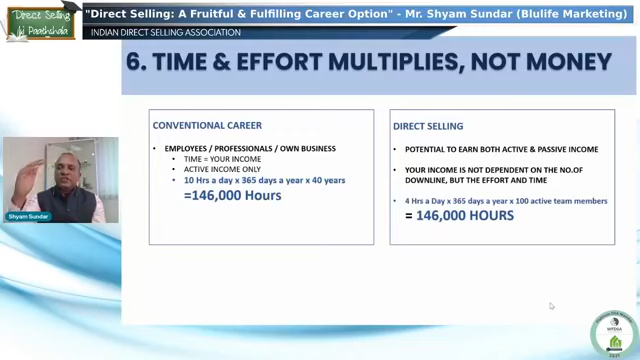 Direct Selling
ki Paathshala
"Direct Selling: A Fruitful & Fulfilling Career Option" - Mr. Shyam Sundar (Blulife Marketing)
INDIAN DIRECT SELLING ASSOCIATION
6. TIME & EFFORT MULTIPLIES, NOT MONEY
CONVENTIONAL CAREER
• EMPLOYEES / PROFESSIONALS / OWN BUSINESS
• TIME = YOUR INCOME
• ACTIVE INCOME ONLY
• 10 Hrs a day x 365 days a year x 40 years
=146,000 Hours
DIRECT SELLING
• POTENTIAL TO EARN BOTH ACTIVE & PASSIVE INCOME
• YOUR INCOME IS NOT DEPENDENT ON THE NO.OF
DOWNLINE, BUT THE EFFORT AND TIME
• 4 Hrs a Day x 365 days a year x 100 active team members
= 146,000 HOURS
Shyam Sundar
WFDSA
2021